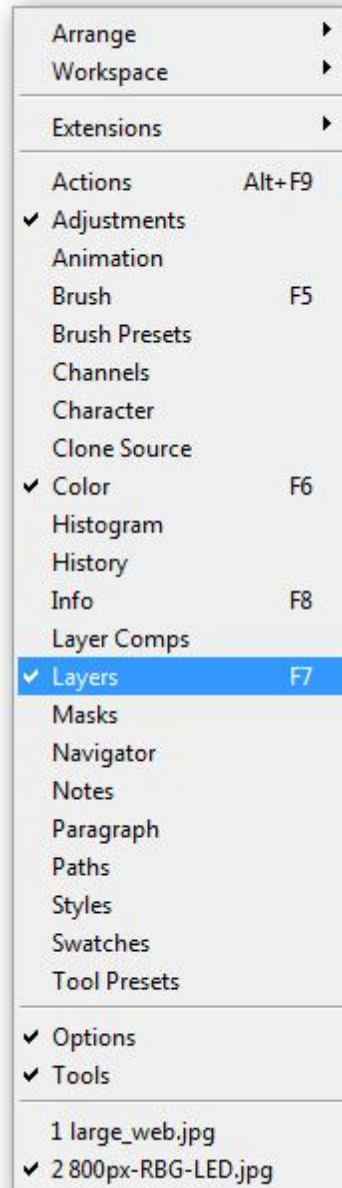 Arrange
Workspace
Extensions
Actions Alt+F9
Adjustments
Animation
Brush F5
Brush Presets
Channels
Character
Clone Source
Color F6
Histogram
History
Info F8
Layer Comps
Layers F7
Masks
Navigator
Notes
Paragraph
Paths
Styles
Swatches
Tool Presets
Options
Tools
1 large_web.jpg
2 800px-RBG-LED.jpg